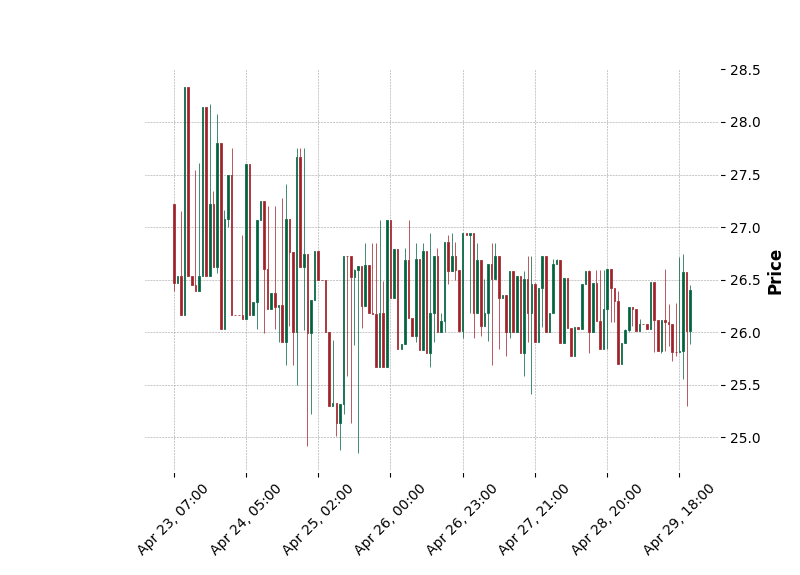 28.5
28.0
27.5
27.0
26.5
26.0
25.5
25.0
Price
Apr 23, 07:00
Apr 24, 05:00
Apr 25, 02:00
Apr 26, 00:00
Apr 26, 23:00
Apr 27, 21:00
Apr 28, 20:00
Apr 29, 18:00